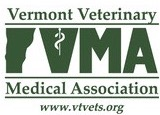 Vermont Veterinary
VMA
Medical Association
www.vtvets.org